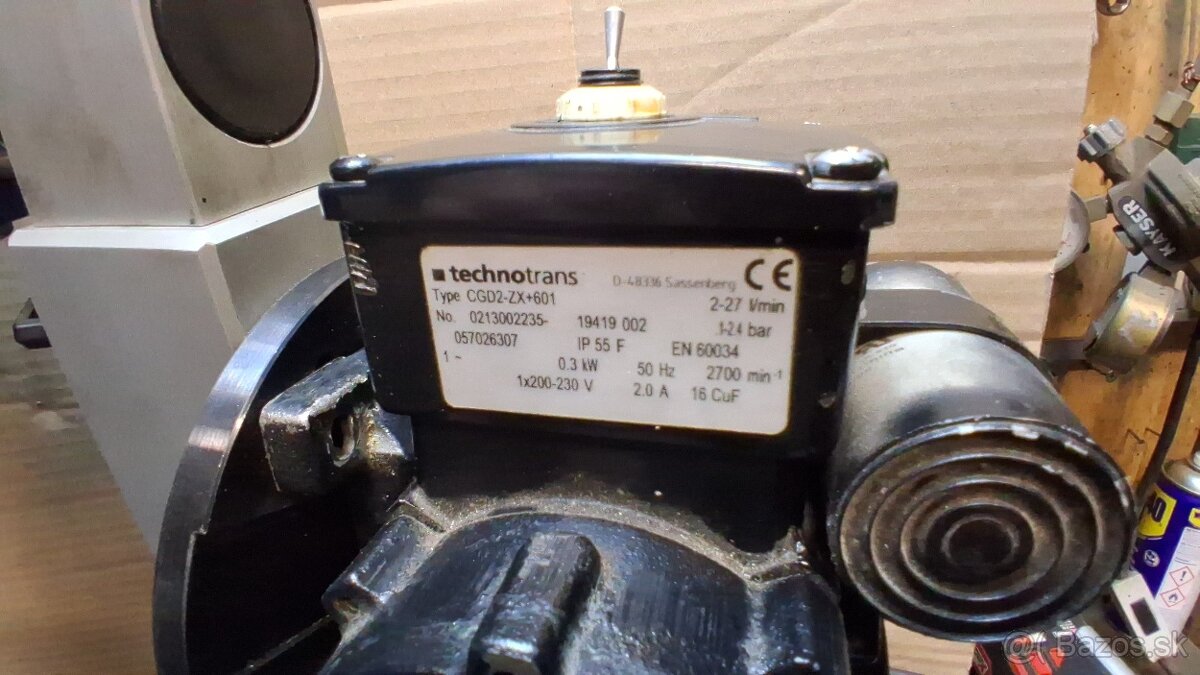 technotrans D-48336 Sassenberg CE
Type CGD2-ZX+601 2-27 l/min
No. 0213002235- 19419 002 .1-2.4 bar
057026307 IP 55 F EN 60034
1 ~ 0.3 kW 50 Hz 2700 min⁻¹
1x200-230 V 2.0 A 16 CuF
KAYSER
Bazos.sk